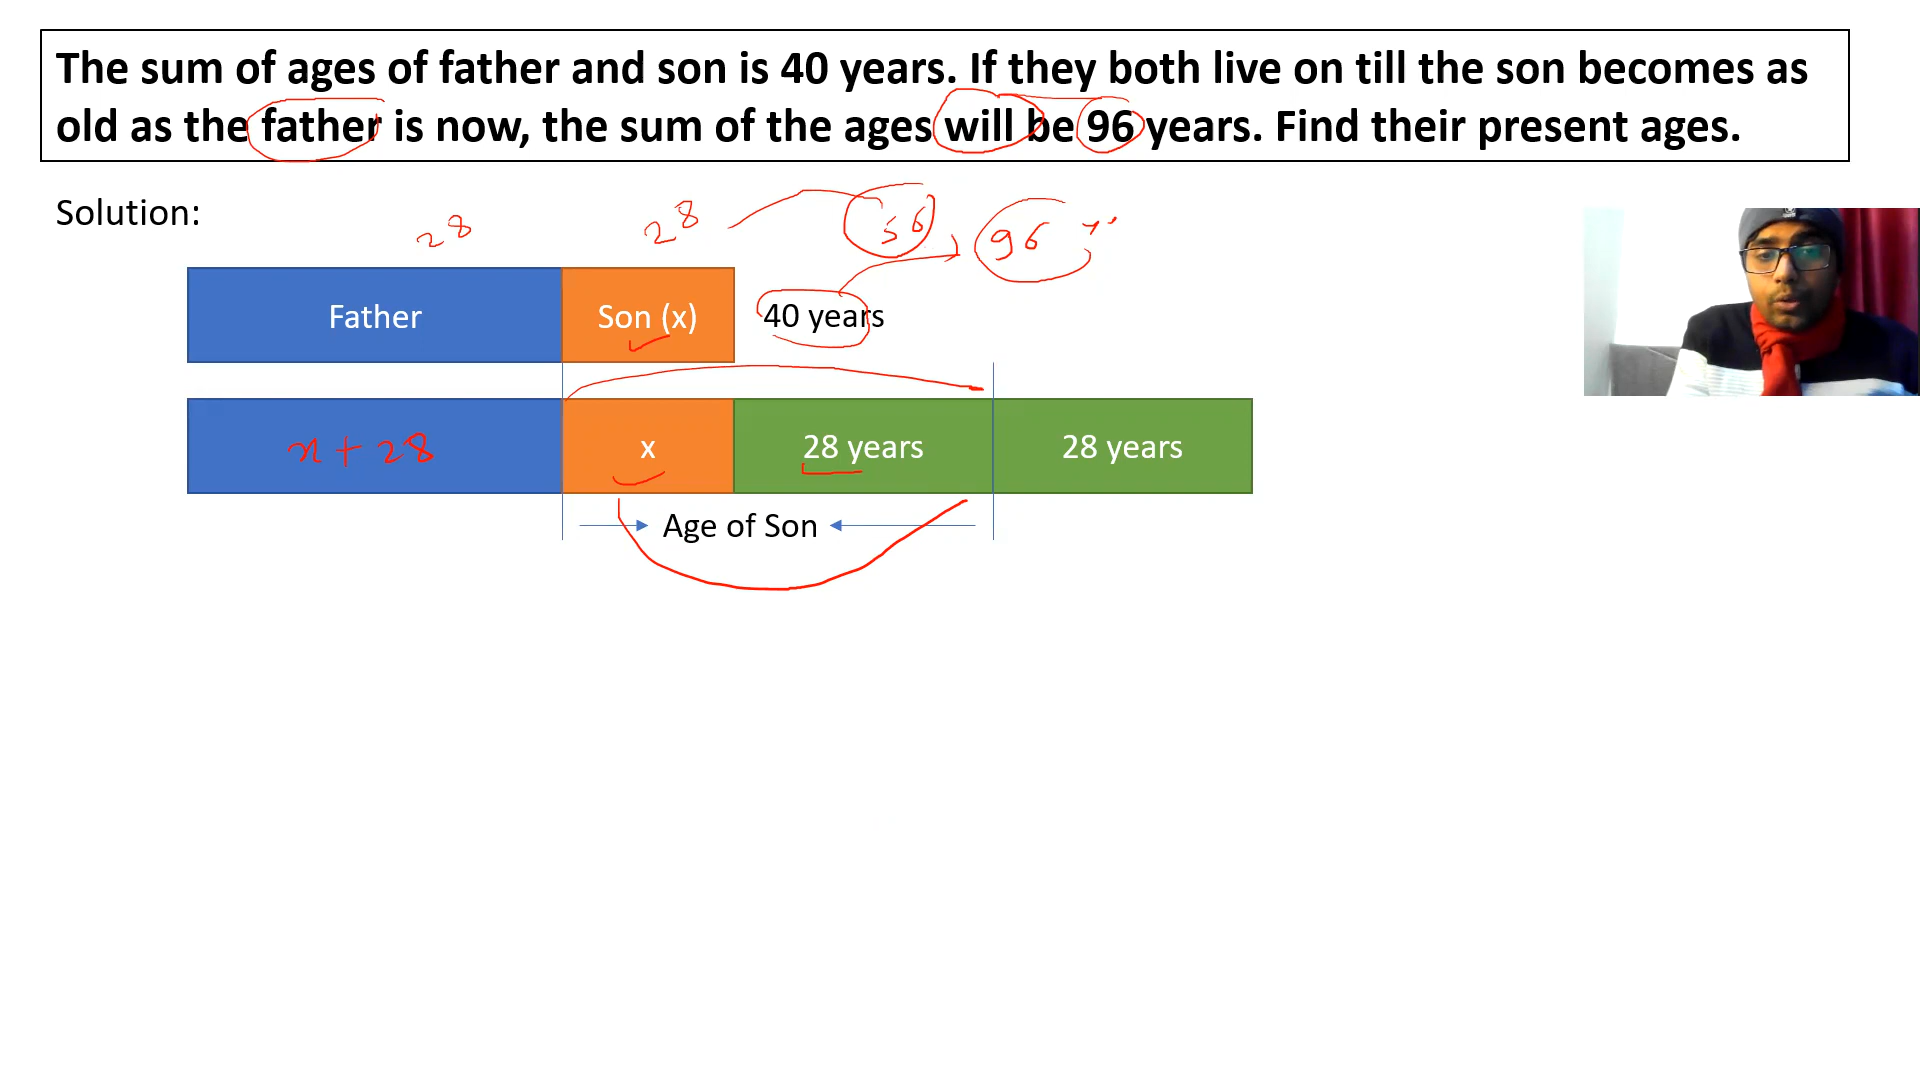 The sum of ages of father and son is 40 years. If they both live on till the son becomes as
old as the father is now, the sum of the ages will be 96 years. Find their present ages.
Solution:
28 28 56 96
Father Son (x) 40 years
x + 28 x 28 years 28 years
Age of Son